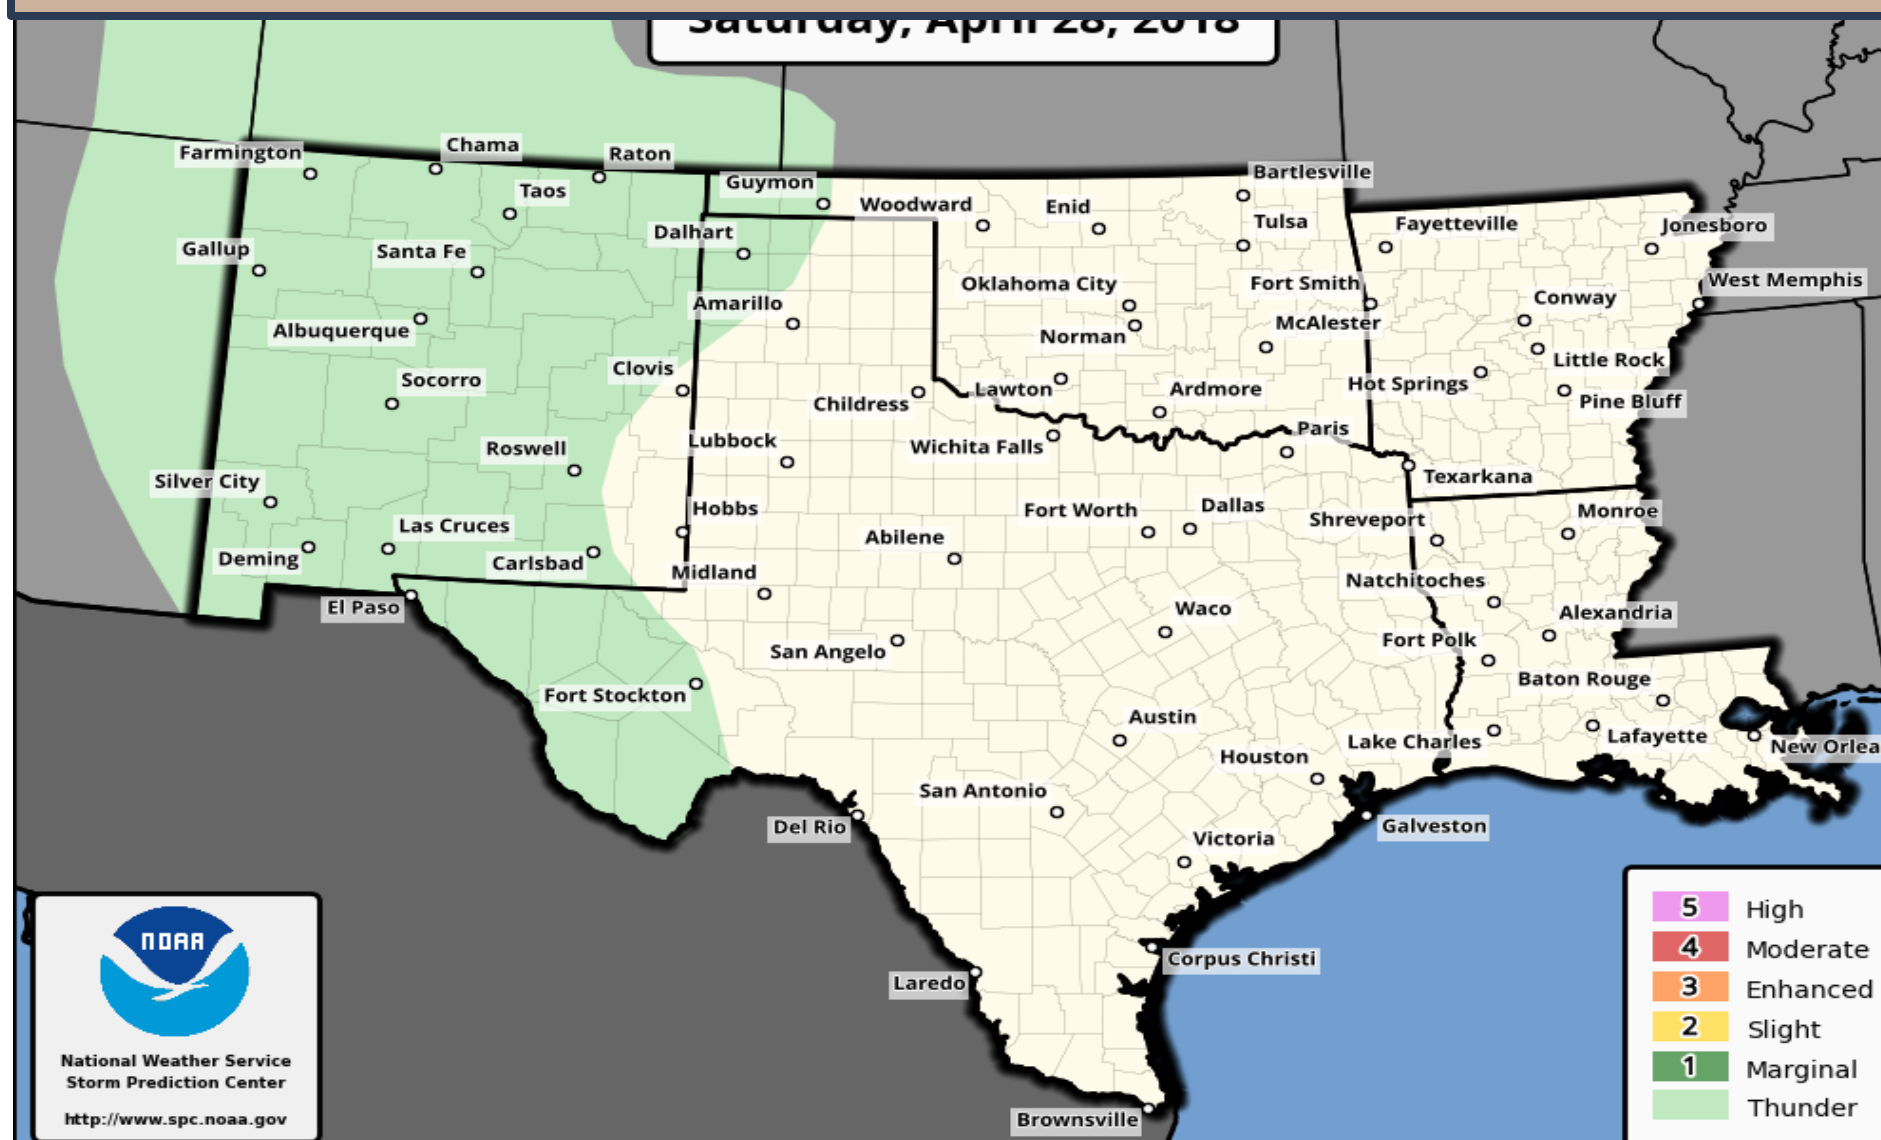 Saturday, April 28, 2018
Farmington
Chama
Raton
Taos
Guymon
Bartlesville
Woodward
Enid
Tulsa
Fayetteville
Jonesboro
Gallup
Santa Fe
Dalhart
Oklahoma City
Fort Smith
West Memphis
Conway
Albuquerque
Amarillo
Norman
McAlester
Little Rock
Socorro
Clovis
Childress
Lawton
Ardmore
Hot Springs
Pine Bluff
Roswell
Lubbock
Wichita Falls
Paris
Texarkana
Silver City
Hobbs
Fort Worth
Dallas
Shreveport
Monroe
Las Cruces
Deming
Carlsbad
Midland
Abilene
Natchitoches
El Paso
Waco
Alexandria
San Angelo
Fort Polk
Baton Rouge
Fort Stockton
Austin
Lake Charles
Lafayette
New Orlea
Houston
San Antonio
Del Rio
Victoria
Galveston
Corpus Christi
Laredo
Brownsville
NOAA
National Weather Service
Storm Prediction Center
http://www.spc.noaa.gov
5 High
4 Moderate
3 Enhanced
2 Slight
1 Marginal
Thunder